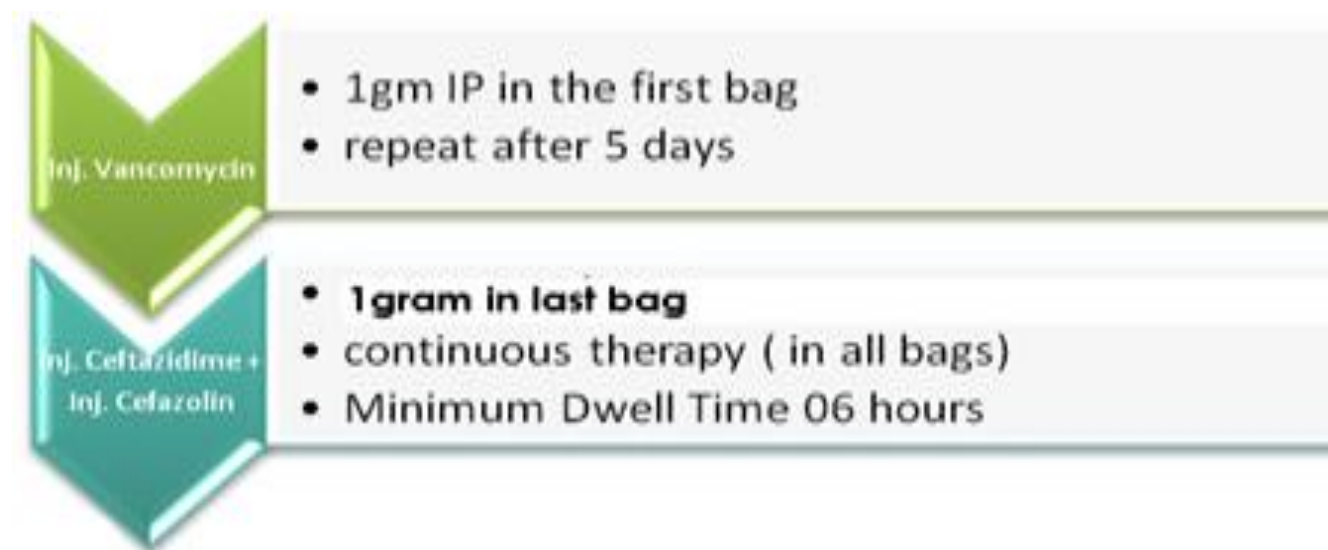 Inj. Vancomycin
• 1gm IP in the first bag
• repeat after 5 days
nj. Ceftazidime +
Inj. Cefazolin
• 1gram in last bag
• continuous therapy ( in all bags)
• Minimum Dwell Time 06 hours